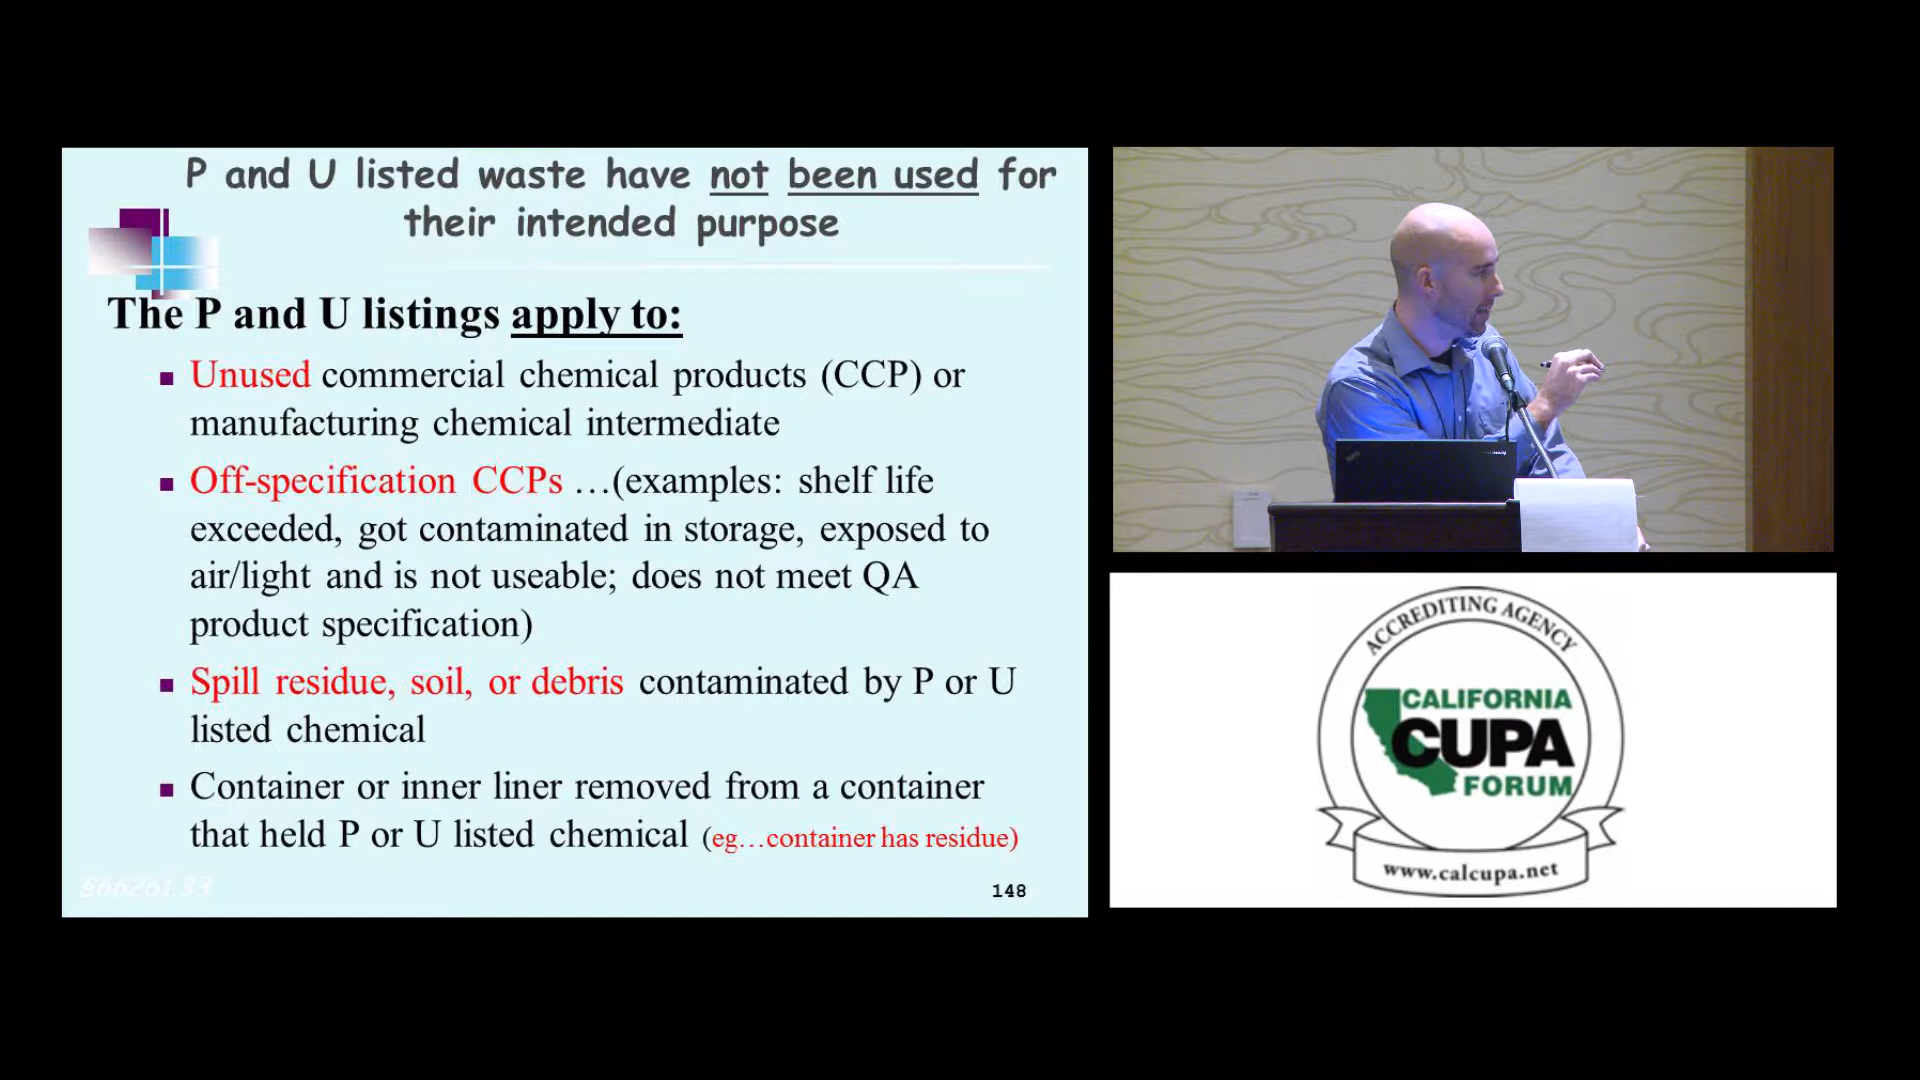 P and U listed waste have not been used for
their intended purpose
The P and U listings apply to:
Unused commercial chemical products (CCP) or
manufacturing chemical intermediate
Off-specification CCPs …(examples: shelf life
exceeded, got contaminated in storage, exposed to
air/light and is not useable; does not meet QA
product specification)
Spill residue, soil, or debris contaminated by P or U
listed chemical
Container or inner liner removed from a container
that held P or U listed chemical (eg…container has residue)
§66261.33
148
ACCREDITING AGENCY
CALIFORNIA
CUPA
FORUM
www.calcupa.net